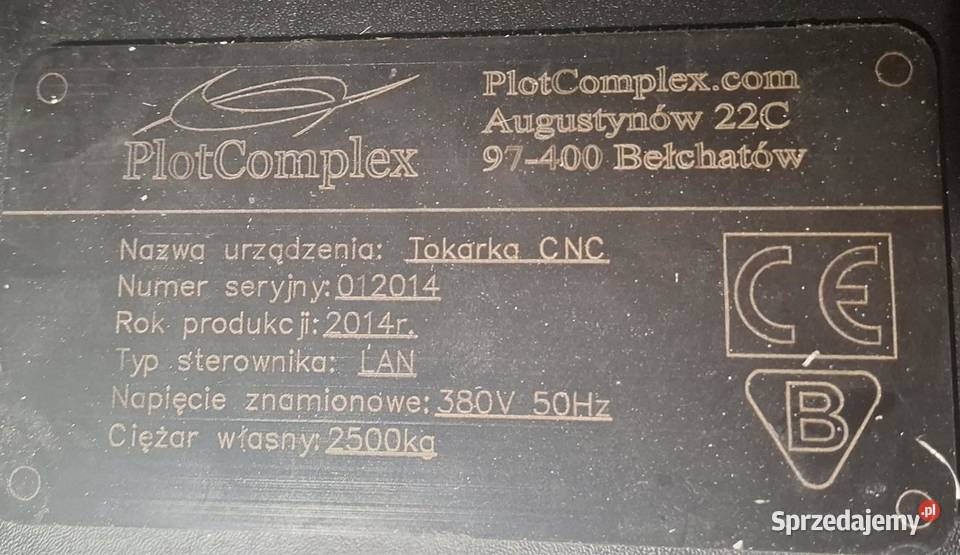 PlotComplex
PlotComplex.com
Augustynów 22C
97-400 Bełchatów
Nazwa urządzenia: Tokarka CNC
Numer seryjny: 012014
Rok produkcji: 2014r.
Typ sterownika: LAN
Napięcie znamionowe: 380V 50Hz
Ciężar własny: 2500kg
CE
B
Sprzedajemy.pl